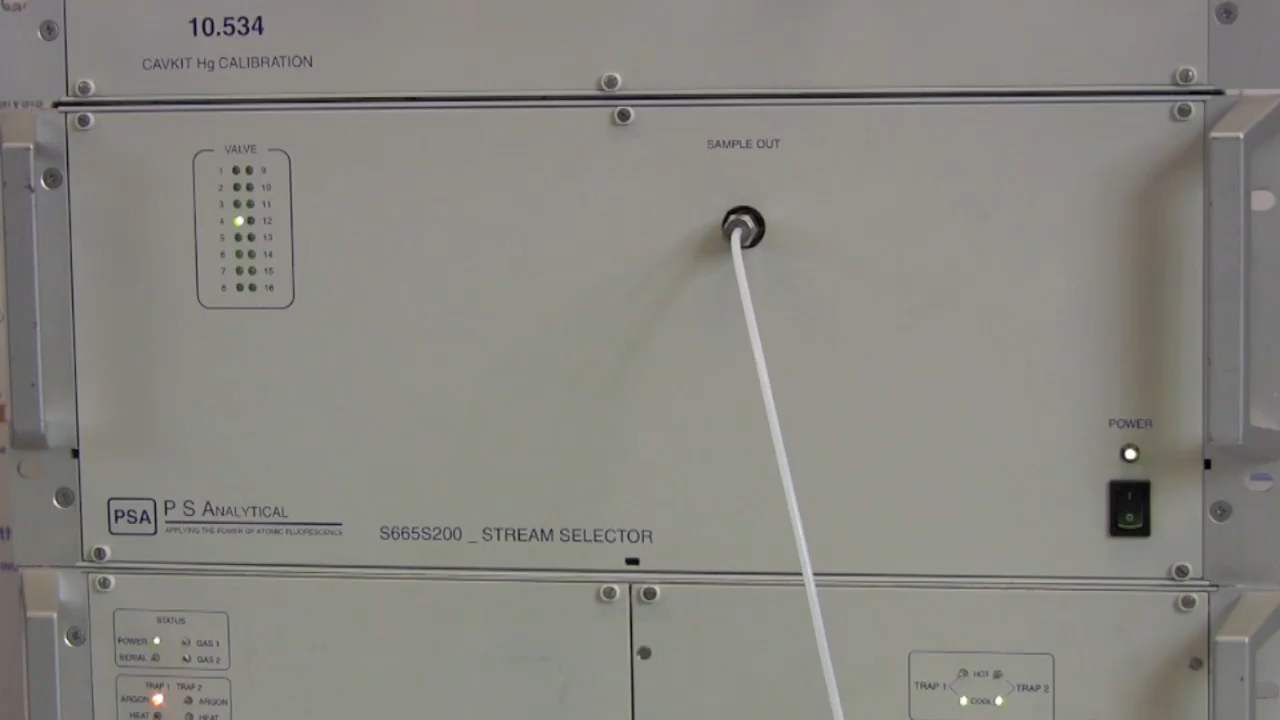 10.534
CAVKIT Hg CALIBRATION
VALVE
1 9
2 10
3 11
4 12
5 13
6 14
7 15
8 16
SAMPLE OUT
POWER
PSA P S ANALYTICAL
APPLYING THE POWER OF ATOMIC FLUORESCENCE
S665S200 _ STREAM SELECTOR
STATUS
POWER GAS 1
SERIAL GAS 2
TRAP 1 TRAP 2
ARGON ARGON
HEAT HEAT
HOT
TRAP 1 TRAP 2
COOL